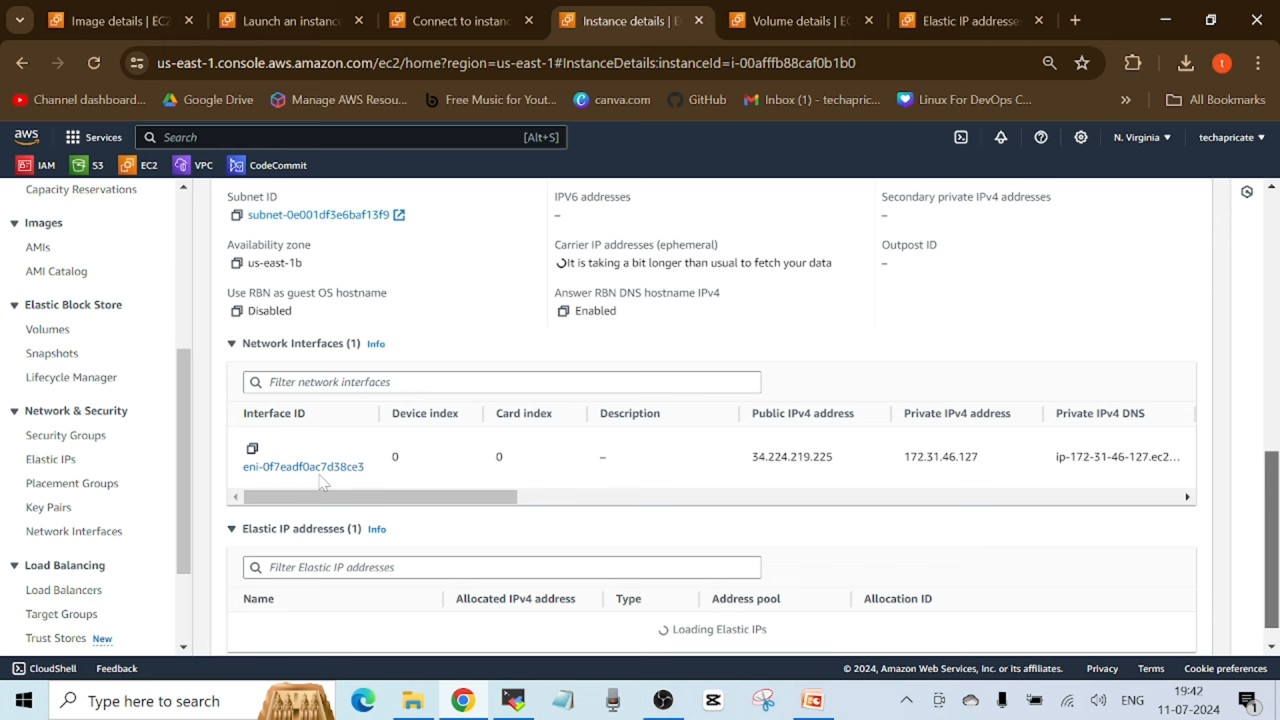 Image details | EC2
Launch an instanc
Connect to instanc
Instance details | E
Volume details | EC
Elastic IP addresse
us-east-1.console.aws.amazon.com/ec2/home?region=us-east-1#InstanceDetails:instanceId=i-00afffb88caf0b1b0
t
Channel dashboard...
Google Drive
Manage AWS Resou...
Free Music for Yout...
canva.com
GitHub
Inbox (1) - techapric...
Linux For DevOps C...
»
All Bookmarks
aws
Services
Search
[Alt+S]
N. Virginia
techapricate
IAM
S3
EC2
VPC
CodeCommit
Capacity Reservations
Images
AMIs
AMI Catalog
Elastic Block Store
Volumes
Snapshots
Lifecycle Manager
Network & Security
Security Groups
Elastic IPs
Placement Groups
Key Pairs
Network Interfaces
Load Balancing
Load Balancers
Target Groups
Trust Stores New
Subnet ID
subnet-0e001df3e6baf13f9
IPV6 addresses
–
Secondary private IPv4 addresses
–
Availability zone
us-east-1b
Carrier IP addresses (ephemeral)
It is taking a bit longer than usual to fetch your data
Outpost ID
–
Use RBN as guest OS hostname
Disabled
Answer RBN DNS hostname IPv4
Enabled
Network Interfaces (1) Info
Filter network interfaces
Interface ID
Device index
Card index
Description
Public IPv4 address
Private IPv4 address
Private IPv4 DNS
eni-0f7eadf0ac7d38ce3
0
0
–
34.224.219.225
172.31.46.127
ip-172-31-46-127.ec2...
Elastic IP addresses (1) Info
Filter Elastic IP addresses
Name
Allocated IPv4 address
Type
Address pool
Allocation ID
Loading Elastic IPs
CloudShell
Feedback
© 2024, Amazon Web Services, Inc. or its affiliates.
Privacy
Terms
Cookie preferences
Type here to search
ENG
19:42
11-07-2024
1